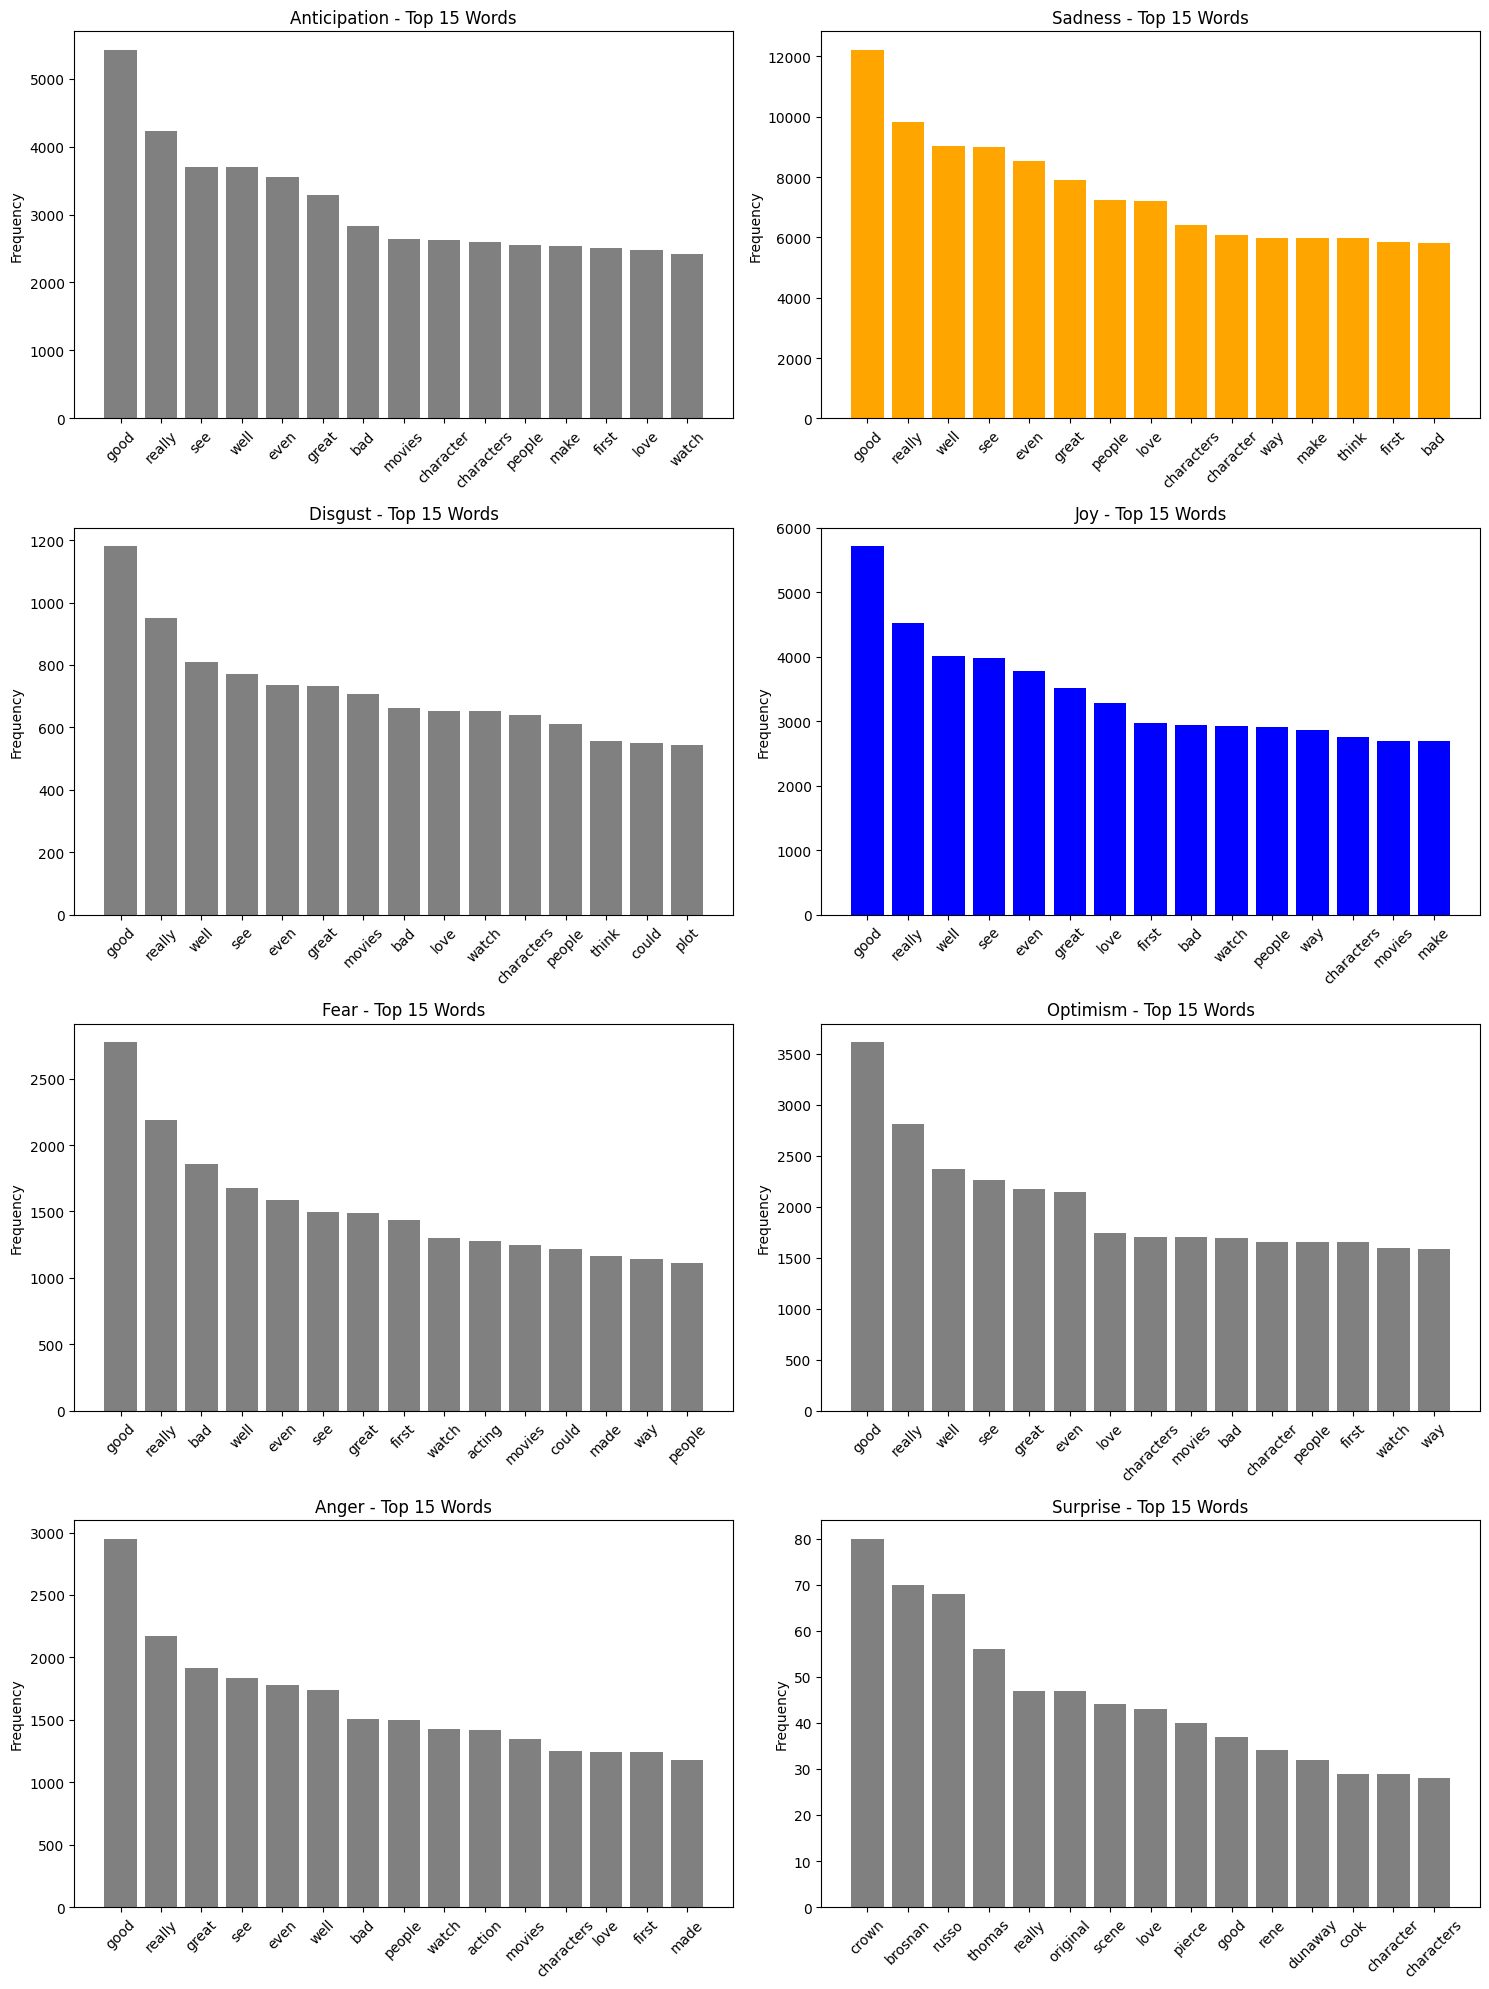 Anticipation - Top 15 Words
Frequency
5000
4000
3000
2000
1000
0
good really see well even great bad movies character characters people make first love watch
Sadness - Top 15 Words
Frequency
12000
10000
8000
6000
4000
2000
0
good really well see even great people love characters character way make think first bad
Disgust - Top 15 Words
Frequency
1200
1000
800
600
400
200
0
good really well see even great movies bad love watch characters people think could plot
Joy - Top 15 Words
Frequency
6000
5000
4000
3000
2000
1000
0
good really well see even great love first bad watch people way characters movies make
Fear - Top 15 Words
Frequency
2500
2000
1500
1000
500
0
good really bad well even see great first watch acting movies could made way people
Optimism - Top 15 Words
Frequency
3500
3000
2500
2000
1500
1000
500
0
good really well see great even love characters movies bad character people first watch way
Anger - Top 15 Words
Frequency
3000
2500
2000
1500
1000
500
0
good really great see even well bad people watch action movies characters love first made
Surprise - Top 15 Words
Frequency
80
70
60
50
40
30
20
10
0
crown brosnan russo thomas really original scene love pierce good rene dunaway cook character characters